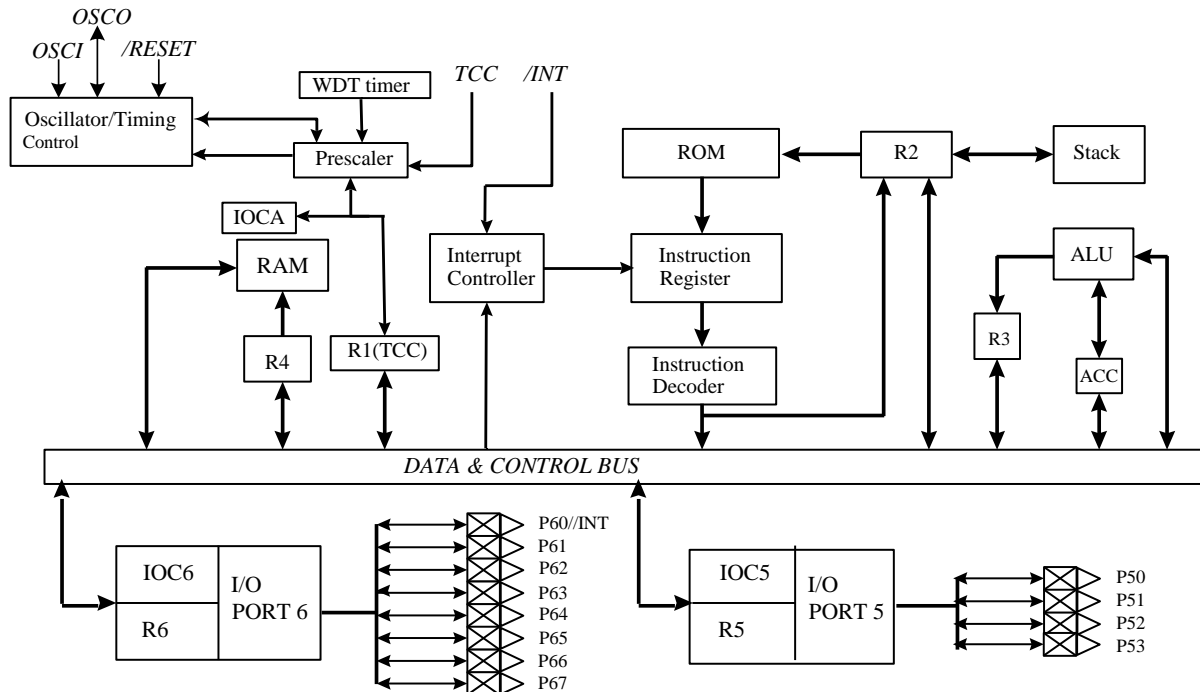 OSCO
OSCI
/RESET
TCC
/INT
WDT timer
Oscillator/Timing
Control
Prescaler
ROM
R2
Stack
IOCA
RAM
Interrupt
Controller
Instruction
Register
ALU
R4
R1(TCC)
Instruction
Decoder
R3
ACC
DATA & CONTROL BUS
IOC6
R6
I/O
PORT 6
P60//INT
P61
P62
P63
P64
P65
P66
P67
IOC5
R5
I/O
PORT 5
P50
P51
P52
P53